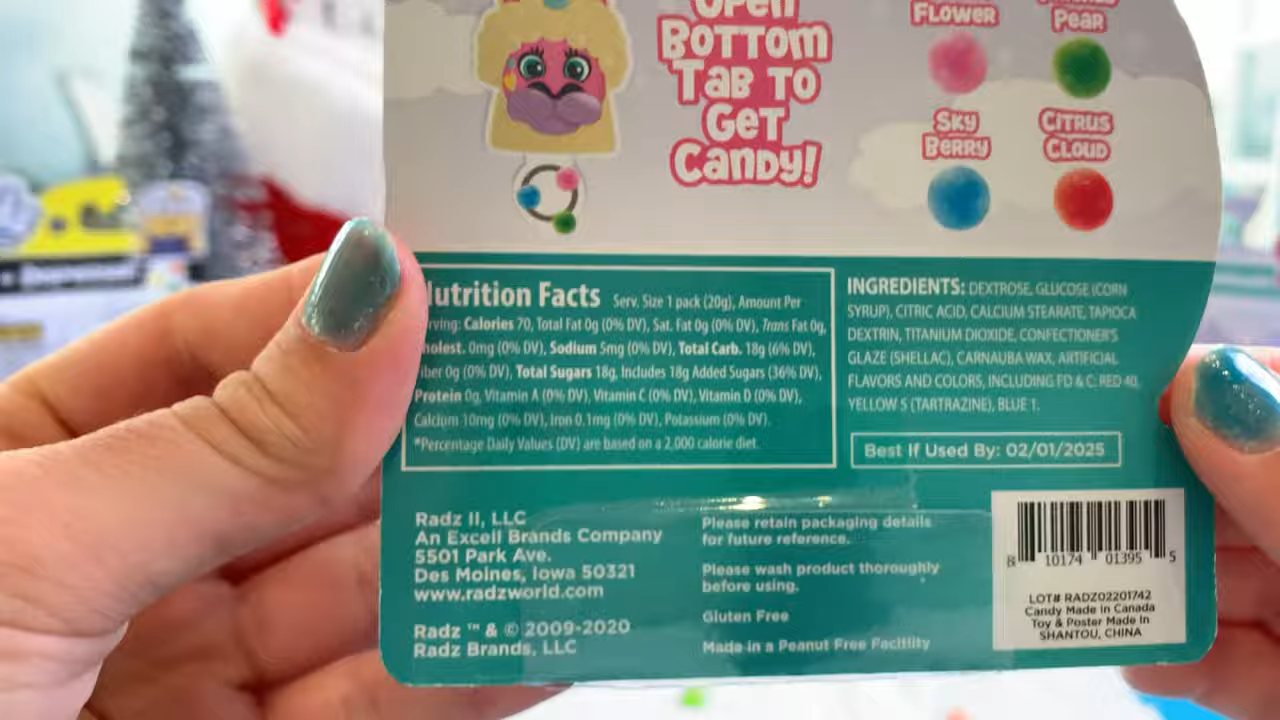 Open
Bottom
Tab to
Get
Candy!
Flower
Pear
Sky
Berry
Citrus
Cloud
Nutrition Facts Serv. Size 1 pack (20g), Amount Per
Calories 70, Total Fat 0g (0% DV), Sat. Fat 0g (0% DV), Trans Fat 0g,
0mg (0% DV), Sodium 5mg (0% DV), Total Carb. 18g (6% DV),
0g (0% DV), Total Sugars 18g, Includes 18g Added Sugars (36% DV),
Protein 0g, Vitamin A (0% DV), Vitamin C (0% DV), Vitamin D (0% DV),
Calcium 10mg (0% DV), Iron 0.1mg (0% DV), Potassium (0% DV).
*Percentage Daily Values (DV) are based on a 2,000 calorie diet.
INGREDIENTS: DEXTROSE, GLUCOSE (CORN
SYRUP), CITRIC ACID, CALCIUM STEARATE, TAPIOCA
DEXTRIN, TITANIUM DIOXIDE, CONFECTIONER'S
GLAZE (SHELLAC), CARNAUBA WAX, ARTIFICIAL
FLAVORS AND COLORS, INCLUDING FD & C. RED 40,
YELLOW 5 (TARTRAZINE), BLUE 1.
Best If Used By: 02/01/2025
Radz II, LLC
An Excell Brands Company
5501 Park Ave.
Des Moines, Iowa 50321
www.radzworld.com
Radz ™ & © 2009-2020
Radz Brands, LLC
Please retain packaging details
for future reference.
Please wash product thoroughly
before using.
Gluten Free
Made in a Peanut Free Facitlity
8 10174 01395 5
LOT# RADZ02201742
Candy Made in Canada
Toy & Poster Made In
SHANTOU, CHINA